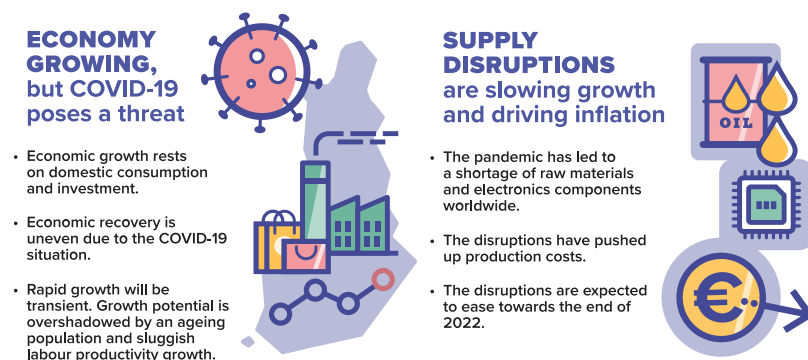 ECONOMY
GROWING,
but COVID-19
poses a threat
• Economic growth rests
on domestic consumption
and investment.
• Economic recovery is
uneven due to the COVID-19
situation.
• Rapid growth will be
transient. Growth potential is
overshadowed by an ageing
population and sluggish
labour productivity growth.
SUPPLY
DISRUPTIONS
are slowing growth
and driving inflation
• The pandemic has led to
a shortage of raw materials
and electronics components
worldwide.
• The disruptions have pushed
up production costs.
• The disruptions are expected
to ease towards the end of
2022.
OIL
€